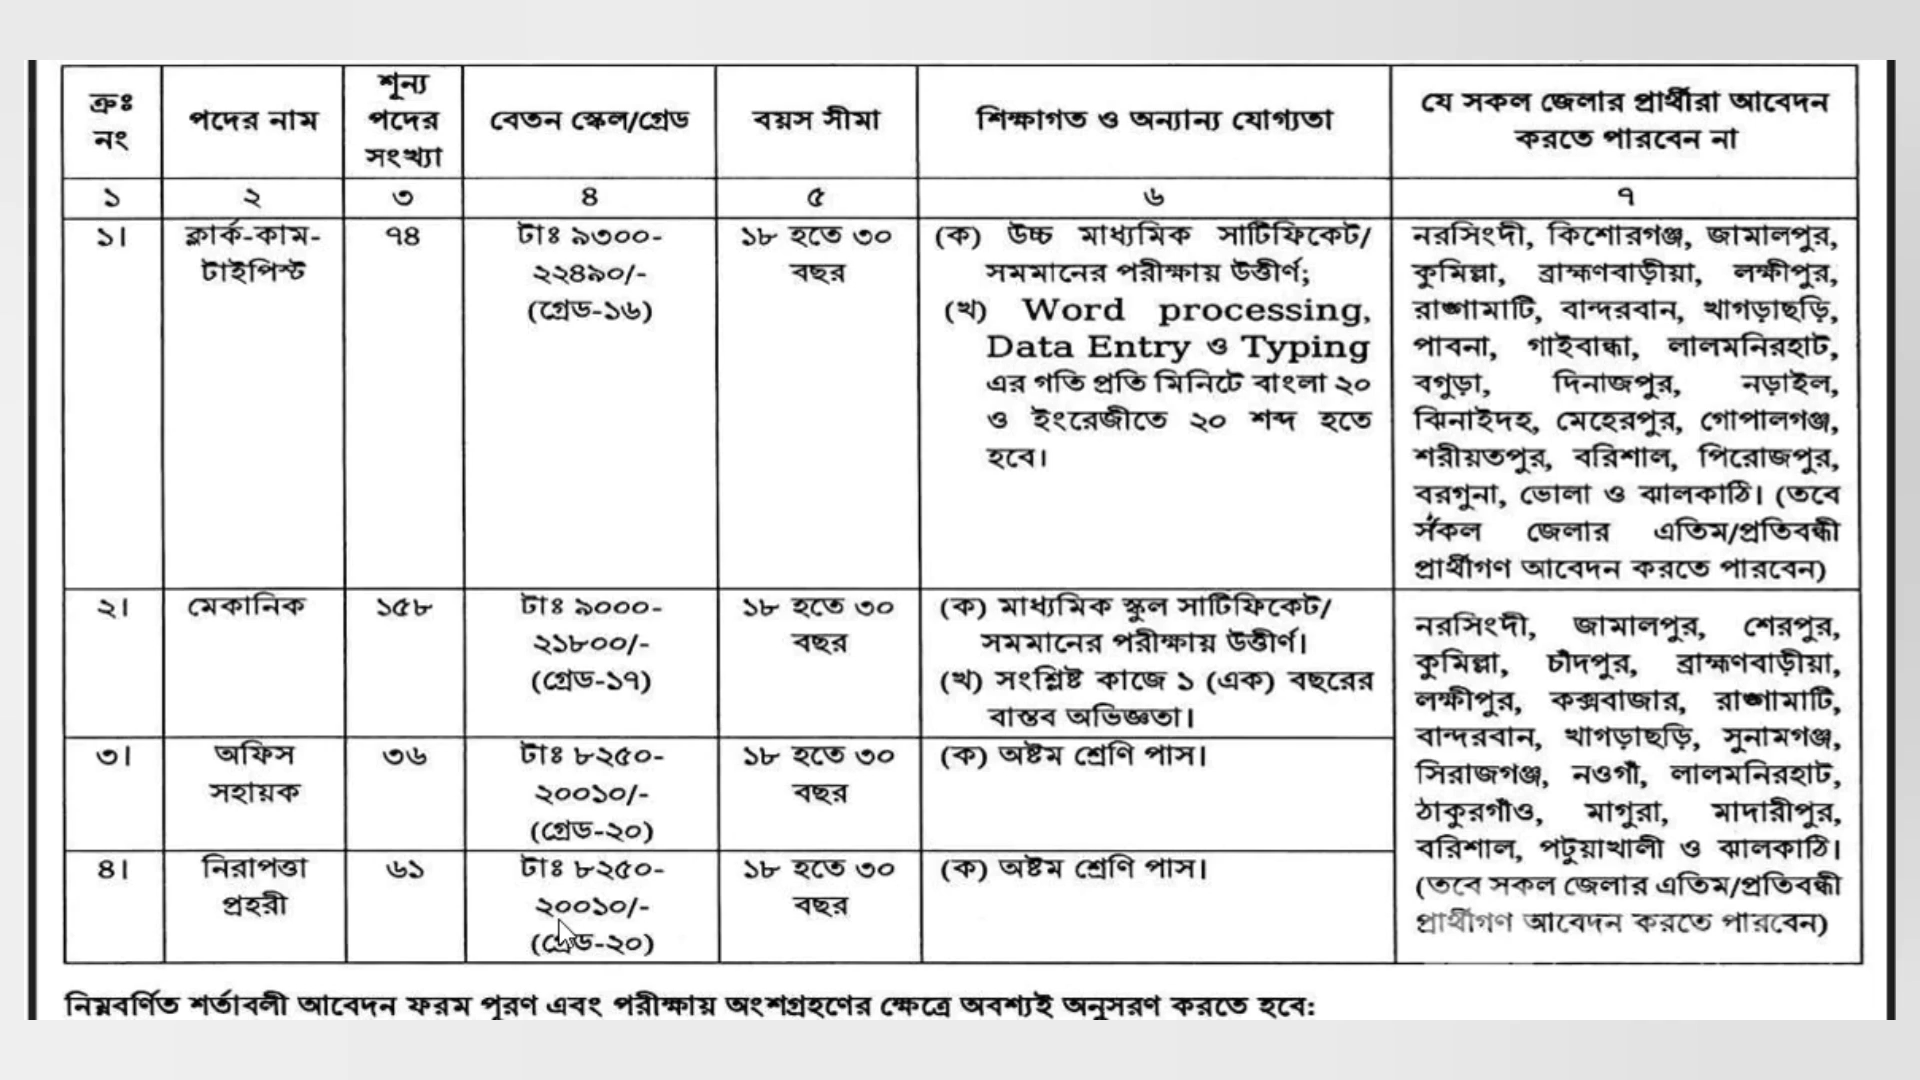 ক্রঃ নং
পদের নাম
শূন্য পদের সংখ্যা
বেতন স্কেল/গ্রেড
বয়স সীমা
শিক্ষাগত ও অন্যান্য যোগ্যতা
যে সকল জেলার প্রার্থীরা আবেদন
করতে পারবেন না
১ ২ ৩ ৪ ৫ ৬ ৭
১।
ক্লার্ক-কাম-
টাইপিস্ট
৭৪
টাঃ ৯৩০০-
২২৪৯০/-
(গ্রেড-১৬)
১৮ হতে ৩০
বছর
(ক) উচ্চ মাধ্যমিক সার্টিফিকেট/
সমমানের পরীক্ষায় উত্তীর্ণ;
(খ) Word processing,
Data Entry ও Typing
এর গতি প্রতি মিনিটে বাংলা ২০
ও ইংরেজীতে ২০ শব্দ হতে
হবে।
নরসিংদী, কিশোরগঞ্জ, জামালপুর,
কুমিল্লা, ব্রাহ্মণবাড়ীয়া, লক্ষীপুর,
রাঙ্গামাটি, বান্দরবান, খাগড়াছড়ি,
পাবনা, গাইবান্ধা, লালমনিরহাট,
বগুড়া, দিনাজপুর, নড়াইল,
ঝিনাইদহ, মেহেরপুর, গোপালগঞ্জ,
শরীয়তপুর, বরিশাল, পিরোজপুর,
বরগুনা, ভোলা ও ঝালকাঠি। (তবে
সকল জেলার এতিম/প্রতিবন্ধী
প্রার্থীগণ আবেদন করতে পারবেন)
২।
মেকানিক
১৫৮
টাঃ ৯০০০-
২১৮০০/-
(গ্রেড-১৭)
১৮ হতে ৩০
বছর
(ক) মাধ্যমিক স্কুল সার্টিফিকেট/
সমমানের পরীক্ষায় উত্তীর্ণ।
(খ) সংশ্লিষ্ট কাজে ১ (এক) বছরের
বাস্তব অভিজ্ঞতা।
নরসিংদী, জামালপুর, শেরপুর,
কুমিল্লা, চাঁদপুর, ব্রাহ্মণবাড়ীয়া,
লক্ষীপুর, কক্সবাজার, রাঙ্গামাটি,
বান্দরবান, খাগড়াছড়ি, সুনামগঞ্জ,
সিরাজগঞ্জ, নওগাঁ, লালমনিরহাট,
ঠাকুরগাঁও, মাগুরা, মাদারীপুর,
বরিশাল, পটুয়াখালী ও ঝালকাঠি।
(তবে সকল জেলার এতিম/প্রতিবন্ধী
প্রার্থীগণ আবেদন করতে পারবেন)
৩।
অফিস
সহায়ক
৩৬
টাঃ ৮২৫০-
২০০১০/-
(গ্রেড-২০)
১৮ হতে ৩০
বছর
(ক) অষ্টম শ্রেণি পাস।
৪।
নিরাপত্তা
প্রহরী
৬১
টাঃ ৮২৫০-
২০০১০/-
(গ্রেড-২০)
১৮ হতে ৩০
বছর
(ক) অষ্টম শ্রেণি পাস।
নিম্নবর্ণিত শর্তাবলী আবেদন ফরম পূরণ এবং পরীক্ষায় অংশগ্রহণের ক্ষেত্রে অবশ্যই অনুসরণ করতে হবে: